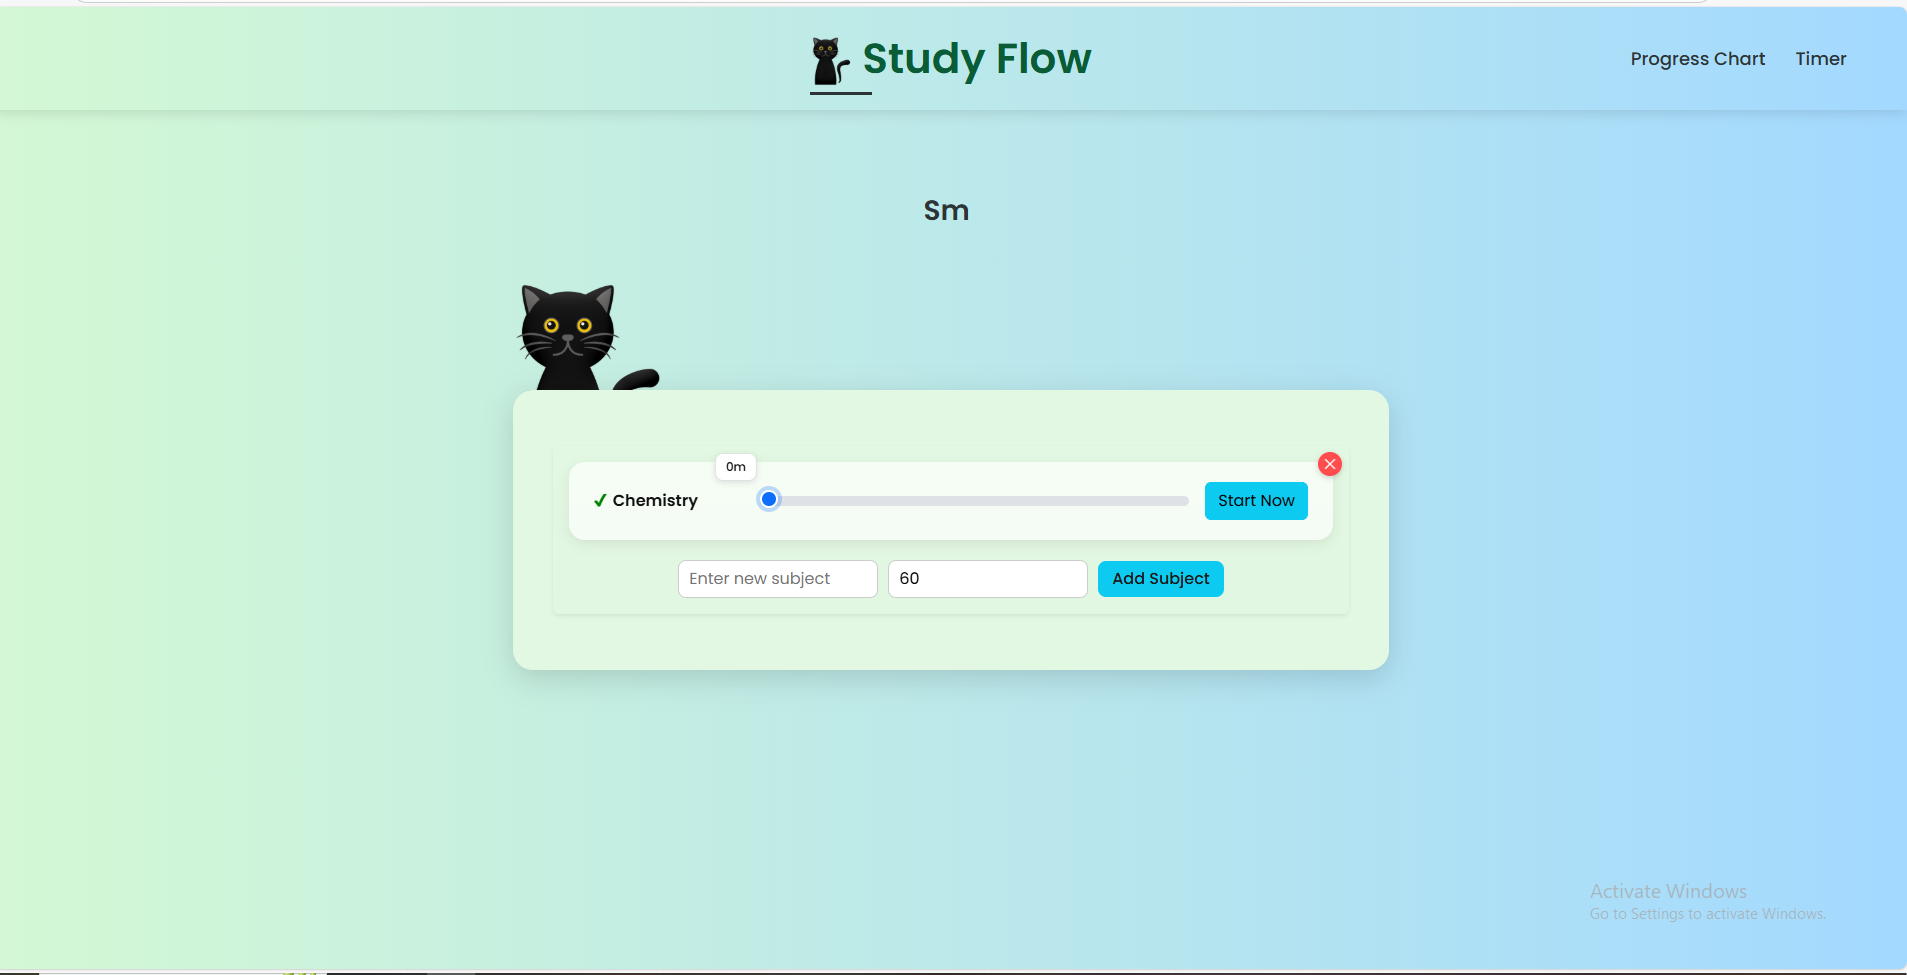 Study Flow
Progress Chart Timer
Sm
0m
✓ Chemistry
Start Now
Enter new subject
60
Add Subject
Activate Windows
Go to Settings to activate Windows.